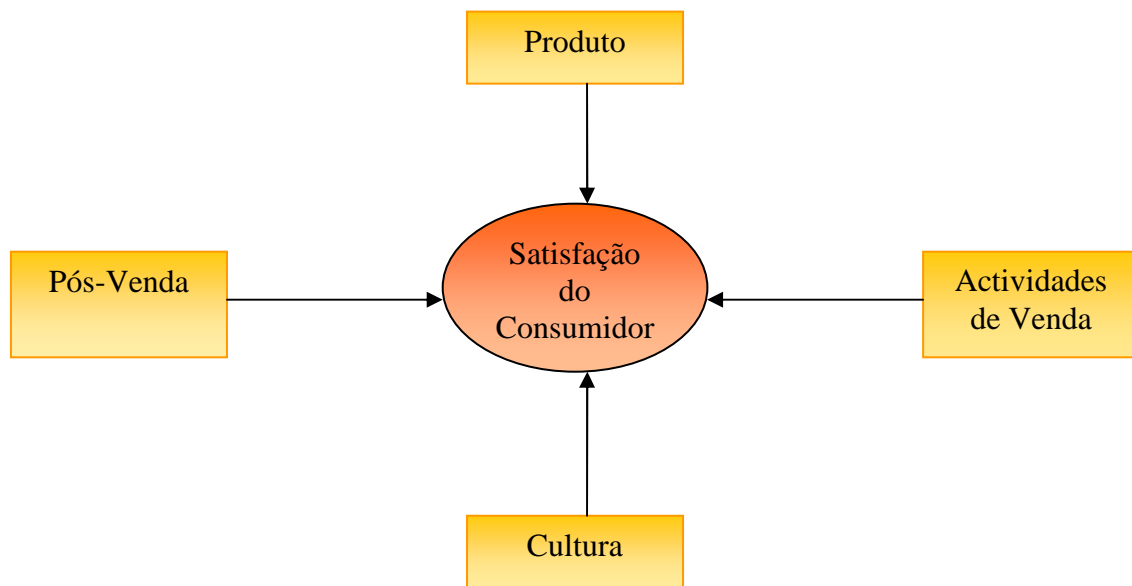 Produto
Pós-Venda
Satisfação
do
Consumidor
Actividades
de Venda
Cultura